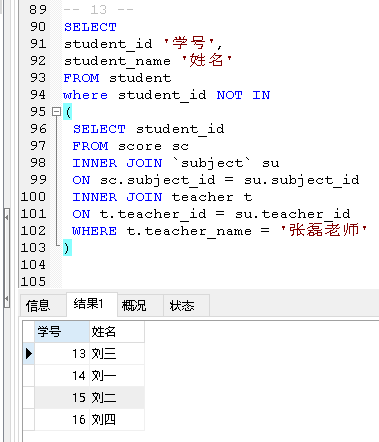 89 -- 13 --
90 SELECT
91 student_id '学号',
92 student_name '姓名'
93 FROM student
94 where student_id NOT IN
95 (
96 SELECT student_id
97 FROM score sc
98 INNER JOIN `subject` su
99 ON sc.subject_id = su.subject_id
100 INNER JOIN teacher t
101 ON t.teacher_id = su.teacher_id
102 WHERE t.teacher_name = '张磊老师'
103 )
104
105
信息 结果1 概况 状态
学号 姓名
13 刘三
14 刘一
15 刘二
16 刘四